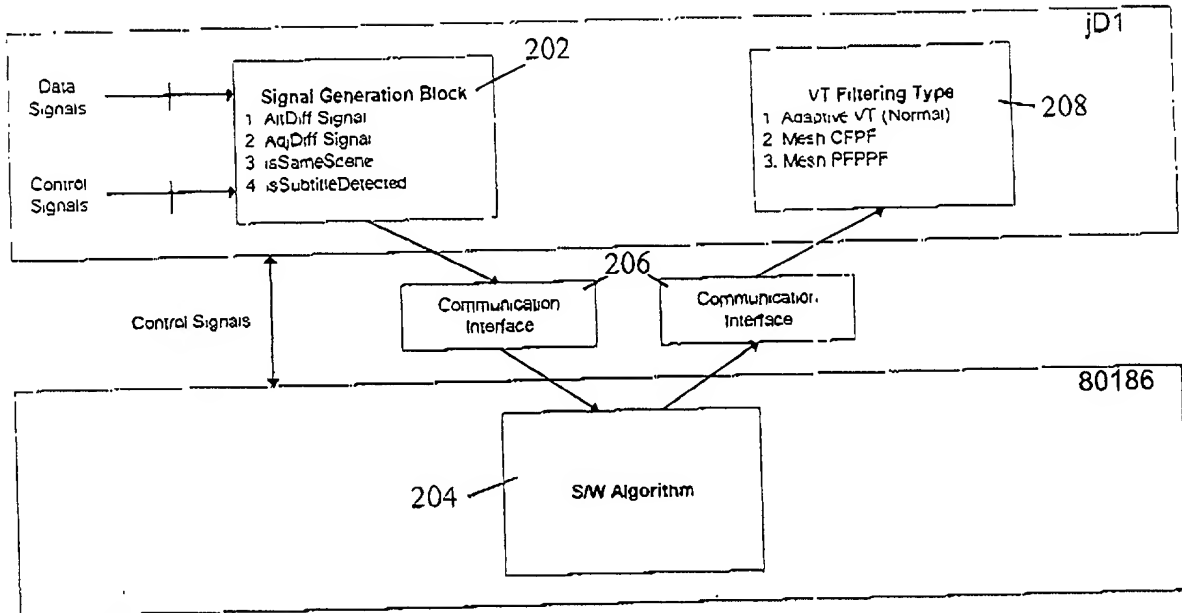 jD1
202
Data
Signals
Signal Generation Block
1 AltDiff Signal
2 AdjDiff Signal
3 isSameScene
4 isSubtitleDetected
VT Filtering Type
1 Adaptive VT (Normal)
2 Mesh CFPF
3. Mesh PFPPF
208
Control
Signals
206
Control Signals
Communication
Interface
Communication
Interface
80186
204
S/W Algorithm